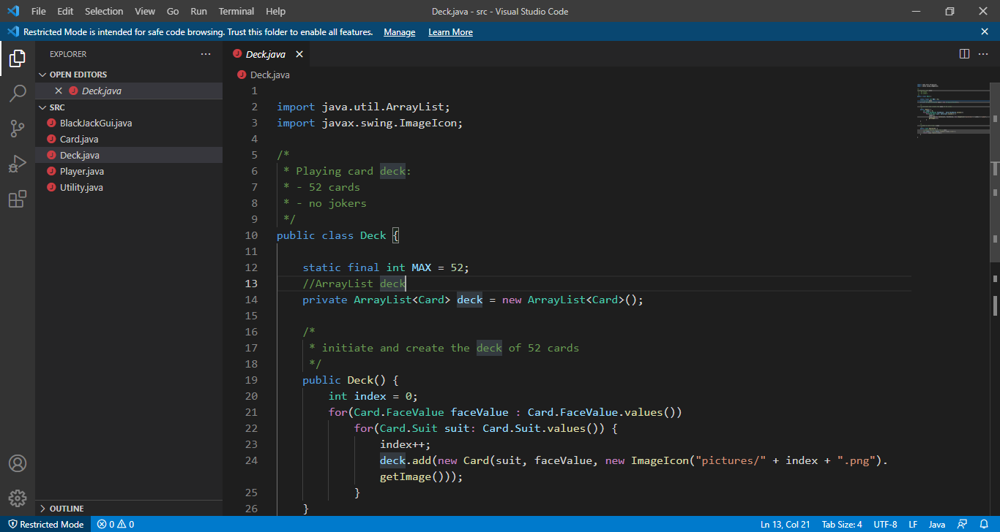 File Edit Selection View Go Run Terminal Help Deck.java - src - Visual Studio Code
Restricted Mode is intended for safe code browsing. Trust this folder to enable all features. Manage Learn More
EXPLORER
OPEN EDITORS
Deck.java
SRC
BlackJackGui.java
Card.java
Deck.java
Player.java
Utility.java
OUTLINE
Deck.java
Deck.java
1
2 import java.util.ArrayList;
3 import javax.swing.ImageIcon;
4
5 /*
6 * Playing card deck:
7 * - 52 cards
8 * - no jokers
9 */
10 public class Deck {
11
12 static final int MAX = 52;
13 //ArrayList deck
14 private ArrayList<Card> deck = new ArrayList<Card>();
15
16 /*
17 * initiate and create the deck of 52 cards
18 */
19 public Deck() {
20 int index = 0;
21 for(Card.FaceValue faceValue : Card.FaceValue.values())
22 for(Card.Suit suit: Card.Suit.values()) {
23 index++;
24 deck.add(new Card(suit, faceValue, new ImageIcon("pictures/" + index + ".png").
getImage()));
25 }
26 }
Restricted Mode 0 0 Ln 13, Col 21 Tab Size: 4 UTF-8 LF Java